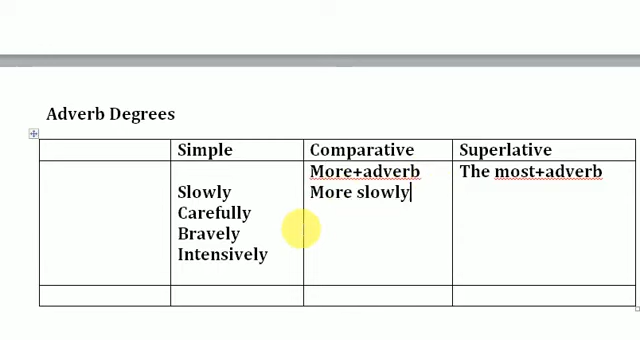 Adverb Degrees
Simple Comparative Superlative
More+adverb The most+adverb
Slowly More slowly
Carefully
Bravely
Intensively